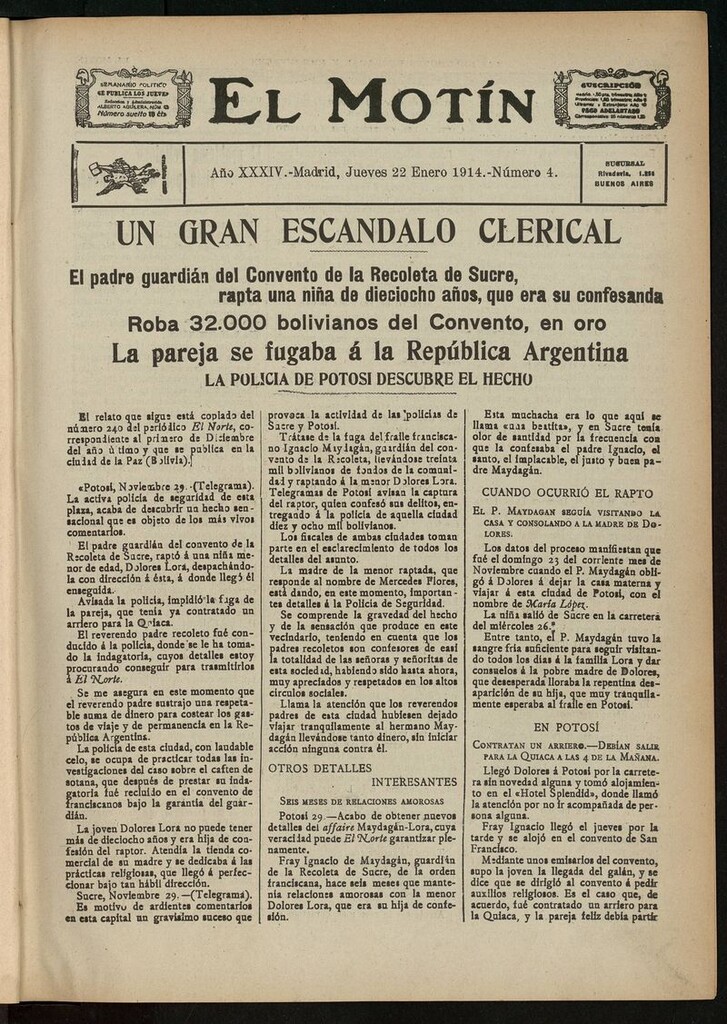 SEMANARIO POLITICO
SE PUBLICA LOS JUEVES
Redaccion y Administración
ALBERTO AGUILERA, NÚM
Número suelto 10 cts
EL MOTÍN
SUSCRIPCIÓN
PAGO ADELANTADO
Año XXXIV.-Madrid, Jueves 22 Enero 1914.-Número 4.
SUCURSAL
Rivadavia,
BUENOS AIRES
UN GRAN ESCANDALO CLERICAL
El padre guardián del Convento de la Recoleta de Sucre,
rapta una niña de dieciocho años, que era su confesanda
Roba 32.000 bolivianos del Convento, en oro
La pareja se fugaba á la República Argentina
LA POLICIA DE POTOSI DESCUBRE EL HECHO
El relato que sigue está copiado del
número 240 del periódico El Norte, co-
rrespondiente al primero de Diciembre
del año ú timo y que se publica en la
ciudad de la Paz (Bolivia).
«Potosí, Noviembre 29.-(Telegrama).
La activa policía de seguridad de esta
plaza, acaba de descubrir un hecho sen-
sacional que es objeto de los más vivos
comentarios.
El padre guardián del convento de la
Recoleta de Sucre, raptó á una niña me-
nor de edad, Dolores Lora, despachándo-
la con dirección á ésta, á donde llegó él
enseguida.
Avisada la policía, impidió la fuga de
la pareja, que tenía ya contratado un
arriero para la Quiaca.
El reverendo padre recoleto fué con-
ducido á la policía, donde se le ha toma-
do la indagatoria, cuyos detalles estoy
procurando conseguir para trasmitirlos
á El Norte.
Se me asegura en este momento que
el reverendo padre sustrajo una respeta-
ble suma de dinero para costear los gas-
tos de viaje y de permanencia en la Re-
pública Argentina.
La policía de esta ciudad, con laudable
celo, se ocupa de practicar todas las in-
vestigaciones del caso sobre el caften de
sotana, que después de prestar su inda-
gatoría fué recluído en el convento de
franciscanos bajo la garantía del guar-
dián.
La joven Dolores Lora no puede tener
más de dieciocho años y era hija de con-
fesión del raptor. Atendía la tienda co-
mercial de su madre y se dedicaba á las
prácticas religiosas, que llegó á perfec-
cionar bajo tan hábil dirección.
Sucre, Noviembre 29.—(Telegrama).
Es motivo de ardientes comentarios
en esta capital un gravísimo suceso que
provoca la actividad de las policías de
Sucre y Potosí.
Trátase de la fuga del fraile francisca-
no Ignacio Maydagán, guardián del con-
vento de la Recoleta, llevándose treinta
mil bolivianos de fondos de la comuni-
dad y raptando á la menor Dolores Lora.
Telegramas de Potosí avisan la captura
del raptor, quien confesó sus delitos, en-
tregando á la policía de aquella ciudad
diez y ocho mil bolivianos.
Los fiscales de ambas ciudades toman
parte en el esclarecimiento de todos los
detalles del asunto.
La madre de la menor raptada, que
responde al nombre de Mercedes Flores,
está dando, en este momento, importan-
tes detalles á la Policía de Seguridad.
Se comprende la gravedad del hecho
y de la sensación que produce en este
vecindario, teniendo en cuenta que los
padres recoletos son confesores de casi
la totalidad de las señoras y señoritas de
esta sociedad, habiendo sido hasta ahora,
muy apreciados y respetados en los altos
círculos sociales.
Llama la atención que los reverendos
padres de esta ciudad hubiesen dejado
viajar tranquilamente al hermano May-
dagán llevándose tanto dinero, sin iniciar
acción ninguna contra él.
OTROS DETALLES
INTERESANTES
SEIS MESES DE RELACIONES AMOROSAS
Potosí 29.—Acabo de obtener nuevos
detalles del affaire Maydagán-Lora, cuya
veracidad puede El Norte garantizar ple-
namente.
Fray Ignacio de Maydagán, guardián
de la Recoleta de Sucre, de la orden
franciscana, hace seis meses que mante-
nía relaciones amorosas con la menor
Dolores Lora, que era su hija de confe-
sión.
Esta muchacha era lo que aquí se
llama «una beatita», y en Sucre tenía
olor de santidad por la frecuencia con
que la confesaba el padre Ignacio, el
santo, el implacable, el justo y buen pa-
dre Maydagán.
CUANDO OCURRIÓ EL RAPTO
EL P. MAYDAGAN SEGUÍA VISITANDO LA
CASA Y CONSOLANDO A LA MADRE DE DO-
LORES.
Los datos del proceso manifiestan que
fué el domingo 23 del corriente mes de
Noviembre cuando el P. Maydagán obli-
gó á Dolores á dejar la casa materna y
viajar á esta ciudad de Potosí, con el
nombre de María López.
La niña salió de Sucre en la carretera
del miércoles 26.
Entre tanto, el P. Maydagán tuvo la
sangre fría suficiente para seguir visitan-
do todos los días á la familia Lora y dar
consuelos á la pobre madre de Dolores,
que desesperada lloraba la repentina des-
aparición de su hija, que muy tranquila-
mente esperaba al fraile en Potosí.
EN POTOSÍ
CONTRATAN UN ARRIERO.—DEBÍAN SALIR
PARA LA QUIACA A LAS 4 DE LA MAÑANA.
Llegó Dolores á Potosí por la carrete-
ra sin novedad alguna y tomó alojamien-
to en el «Hotel Splendid», donde llamó
la atención por no ir acompañada de per-
sona alguna.
Fray Ignacio llegó el jueves por la
tarde y se alojó en el convento de San
Francisco.
Mediante unos emisarios del convento,
supo la joven la llegada del galán, y se
dice que se dirigió al convento á pedir
auxilios religiosos. Es el caso que, de
acuerdo, fué contratado un arriero para
la Quiaca, y la pareja feliz debía partir